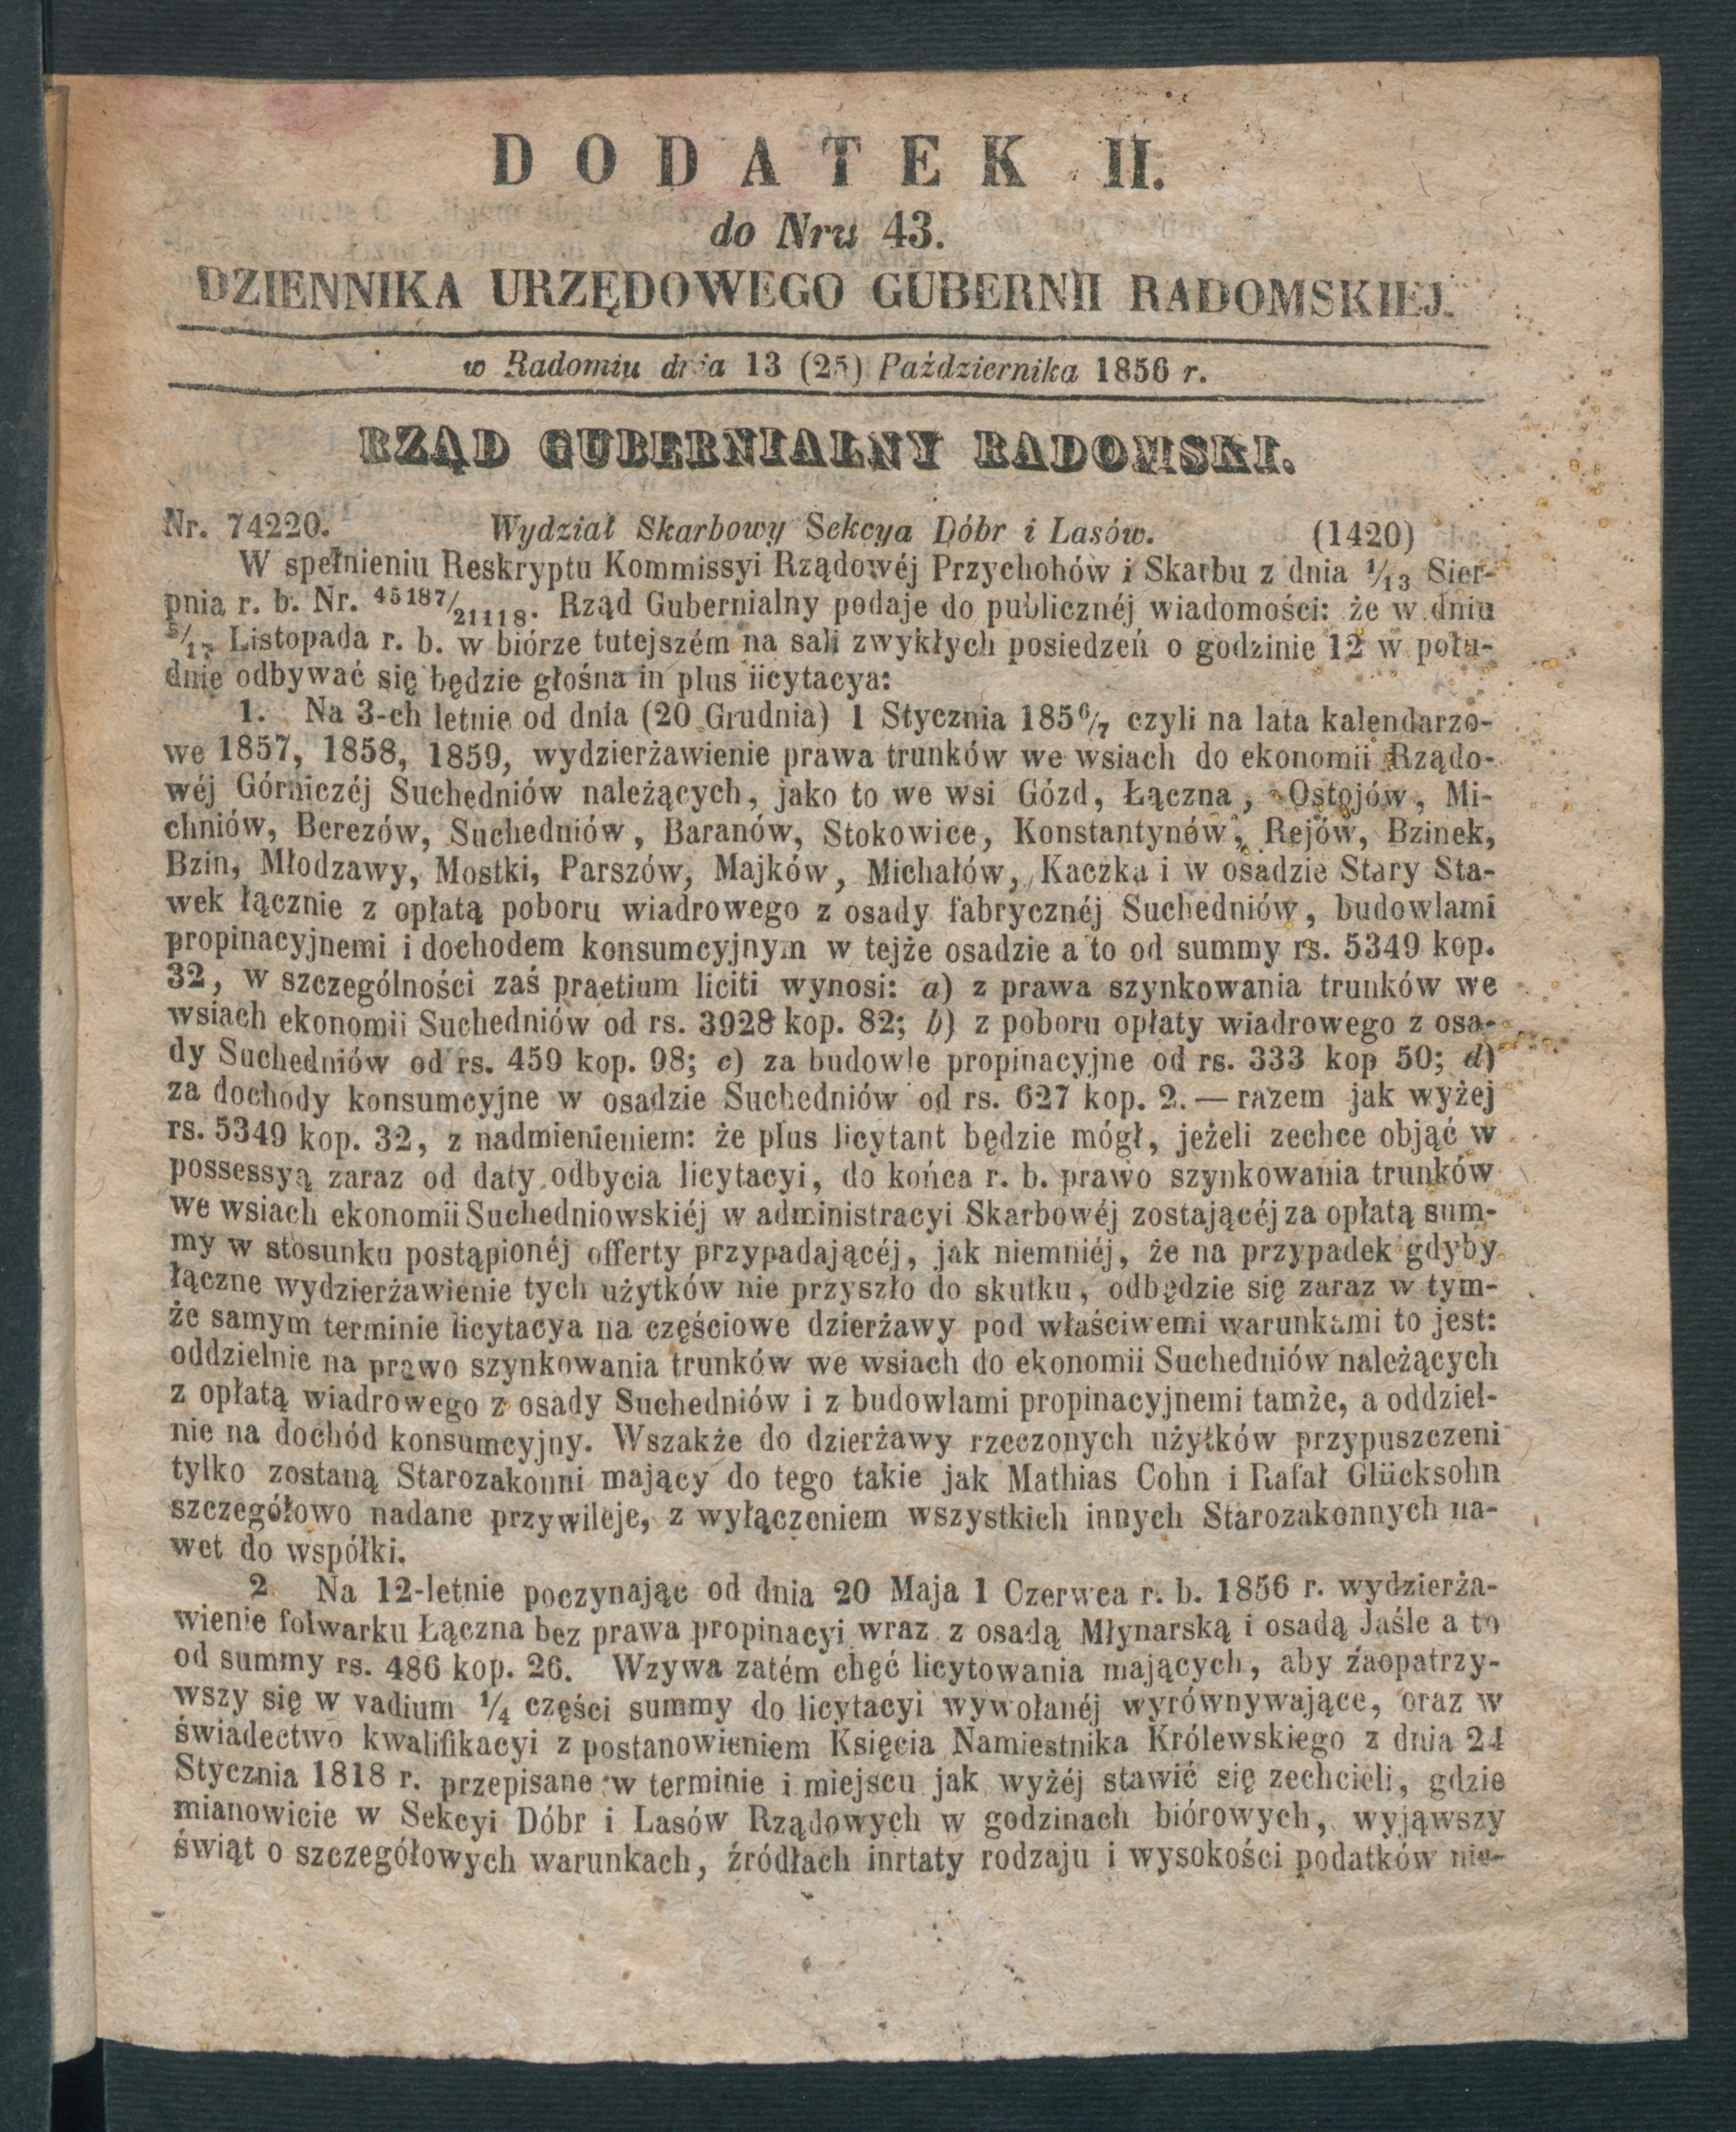 DODATEK II.
do Nru 43.
DZIENNIKA URZĘDOWEGO GUBERNII RADOMSKIEJ.
w Radomiu dnia 13 (25) Października 1856 r.
RZĄD GUBERNIALNY RADOMSKI.
Nr. 74220. Wydział Skarbowy Sekcya Dóbr i Lasów. (1420)
W spełnieniu Reskryptu Kommissyi Rządowéj Przychohów i Skarbu z dnia 1/13 Sier-
pnia r. b. Nr. 45187/21118. Rząd Gubernialny podaje do publicznéj wiadomości: że w dniu
5/17 Listopada r. b. w biórze tutejszém na sali zwykłych posiedzeń o godzinie 12 w połu-
dnie odbywać się będzie głośna in plus iicytacya:
1. Na 3-ch letnie od dnia (20 Grudnia) 1 Stycznia 1856/7 czyli na lata kalendarzo-
we 1857, 1858, 1859, wydzierżawienie prawa trunków we wsiach do ekonomii Rządo-
wéj Górniczéj Suchedniów należących, jako to we wsi Gózd, Łączna, Ostojów, Mi-
chniów, Berezów, Suchedniów, Baranów, Stokowice, Konstantynów, Rejów, Bzinek,
Bzin, Młodzawy, Mostki, Parszów, Majków, Michałów, Kaczka i w osadzie Stary Sta-
wek łącznie z opłatą poboru wiadrowego z osady fabrycznéj Suchedniów, budowlami
propinacyjnemi i dochodem konsumcyjnym w tejże osadzie a to od summy rs. 5349 kop.
32, w szczególności zaś praetium liciti wynosi: a) z prawa szynkowania trunków we
wsiach ekonomii Suchedniów od rs. 3928 kop. 82; b) z poboru opłaty wiadrowego z osa-
dy Suchedniów od rs. 459 kop. 98; c) za budowle propinacyjne od rs. 333 kop 50; d)
za dochody konsumcyjne w osadzie Suchedniów od rs. 627 kop. 2. — razem jak wyżej
rs. 5349 kop. 32, z nadmienieniem: że plus licytant będzie mógł, jeżeli zechce objąć w
possessyą zaraz od daty odbycia licytacyi, do końca r. b. prawo szynkowania trunków
we wsiach ekonomii Suchedniowskiéj w administracyi Skarbowéj zostającéj za opłatą sum-
my w stosunku postąpionéj offerty przypadającéj, jak niemniéj, że na przypadek gdyby
łączne wydzierżawienie tych użytków nie przyszło do skutku, odbędzie się zaraz w tym-
że samym terminie licytacya na częściowe dzierżawy pod właściwemi warunkami to jest:
oddzielnie na prawo szynkowania trunków we wsiach do ekonomii Suchedniów należących
z opłatą wiadrowego z osady Suchedniów i z budowlami propinacyjnemi tamże, a oddziel-
nie na dochód konsumcyjny. Wszakże do dzierżawy rzeczonych użytków przypuszczeni
tylko zostaną Starozakonni mający do tego takie jak Mathias Cohn i Rafał Glücksohn
szczegółowo nadane przywileje, z wyłączeniem wszystkich innych Starozakonnych na-
wet do współki.
2. Na 12-letnie poczynając od dnia 20 Maja 1 Czerwca r. b. 1856 r. wydzierża-
wienie folwarku Łączna bez prawa propinacyi wraz z osadą Młynarską i osadą Jaśle a to
od summy rs. 486 kop. 26. Wzywa zatém chęć licytowania mających, aby źaopatrzy-
wszy się w vadium 1/4 części summy do licytacyi wywołanéj wyrównywające, oraz w
świadectwo kwalifikacyi z postanowieniem Księcia Namiestnika Królewskiego z dnia 24
Stycznia 1818 r. przepisane w terminie i miejscu jak wyżéj stawić się zechcieli, gdzie
mianowicie w Sekcyi Dóbr i Lasów Rządowych w godzinach biórowych, wyjąwszy
świąt o szczegółowych warunkach, źródłach inrtaty rodzaju i wysokości podatków nie-